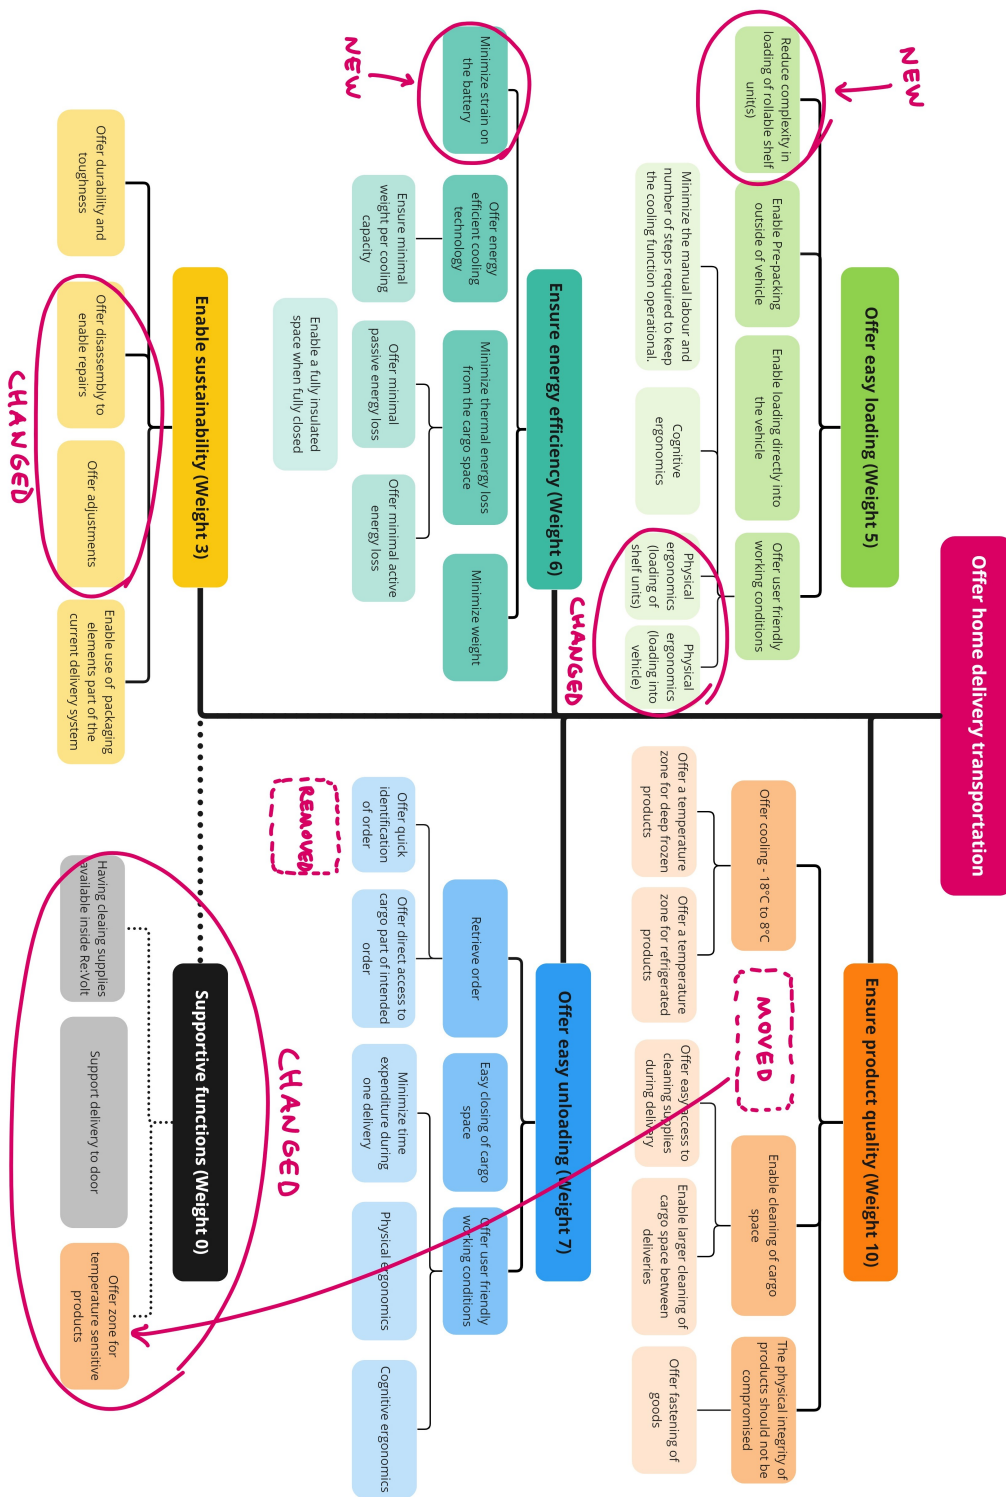 Offer home delivery transportation
Offer easy loading (Weight 5)
NEW
Reduce complexity in
loading of rollable shelf
unit(s)
Enable Pre-packing
outside of vehicle
Enable loading directly into
the vehicle
Offer user friendly
working conditions
Minimize the manual labour and
number of steps required to keep
the cooling function operational.
Cognitive
ergonomics
Physical
ergonomics
(loading of
shelf units)
Physical
ergonomics
(loading into
vehicle)
CHANGED
Ensure product quality (Weight 10)
Offer cooling - 18°C to 8°C
MOVED
Enable cleaning of cargo
space
The physical integrity of
products should not be
compromised
Offer a temperature
zone for deep frozen
products
Offer a temperature
zone for refrigerated
products
Offer easy access to
cleaning supplies
during delivery
Enable larger cleaning of
cargo space between
deliveries
Offer fastening of
goods
Ensure energy efficiency (Weight 6)
NEW
Minimize strain on
the battery
Offer energy
efficient cooling
technology
Minimize thermal energy loss
from the cargo space
Minimize weight
Ensure minimal
weight per cooling
capacity
Offer minimal
passive energy loss
Offer minimal active
energy loss
Enable a fully insulated
space when fully closed
Offer easy unloading (Weight 7)
Retrieve order
Easy closing of cargo
space
Offer user friendly
working conditions
Offer quick
identification
of order
Offer direct access to
cargo part of intended
order
Minimize time
expenditure during
one delivery
Physical ergonomics
Cognitive ergonomics
REMOVED
Enable sustainability (Weight 3)
Offer durability and
toughness
Offer disassembly to
enable repairs
Offer adjustments
Enable use of packaging
elements part of the
current delivery system
CHANGED
CHANGED
Supportive functions (Weight 0)
Having cleaing supplies
available inside Re:Volt
Support delivery to door
Offer zone for
temperature sensitive
products